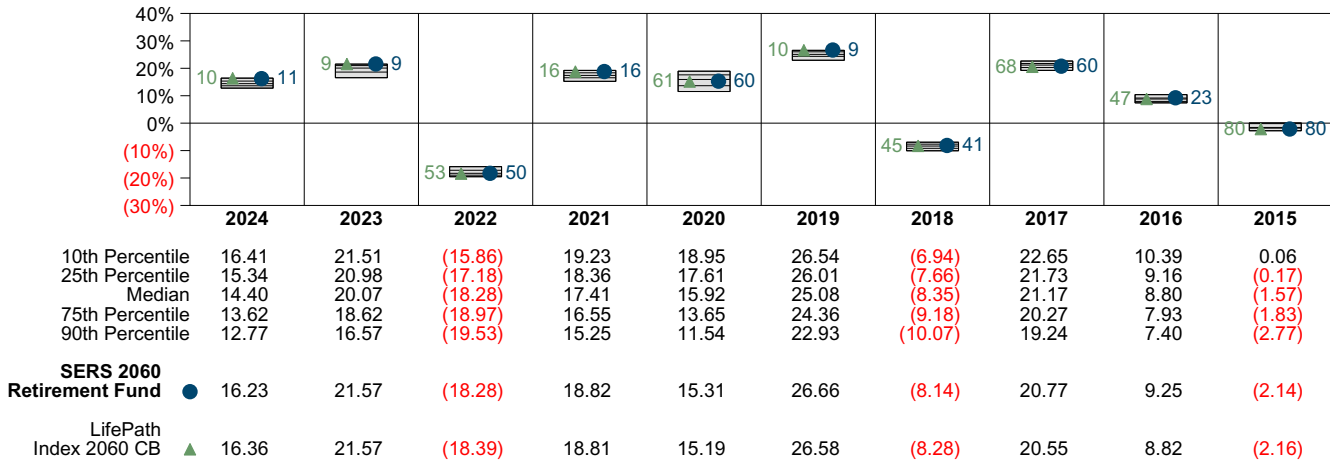 40%
30%
20%
10%
0%
(10%)
(20%)
(30%)
10 11
9 9
53 50
16 16
61 60
10 9
45 41
68 60
47 23
80 80
2024 2023 2022 2021 2020 2019 2018 2017 2016 2015
10th Percentile 16.41 21.51 (15.86) 19.23 18.95 26.54 (6.94) 22.65 10.39 0.06
25th Percentile 15.34 20.98 (17.18) 18.36 17.61 26.01 (7.66) 21.73 9.16 (0.17)
Median 14.40 20.07 (18.28) 17.41 15.92 25.08 (8.35) 21.17 8.80 (1.57)
75th Percentile 13.62 18.62 (18.97) 16.55 13.65 24.36 (9.18) 20.27 7.93 (1.83)
90th Percentile 12.77 16.57 (19.53) 15.25 11.54 22.93 (10.07) 19.24 7.40 (2.77)
SERS 2060
Retirement Fund 16.23 21.57 (18.28) 18.82 15.31 26.66 (8.14) 20.77 9.25 (2.14)
LifePath
Index 2060 CB 16.36 21.57 (18.39) 18.81 15.19 26.58 (8.28) 20.55 8.82 (2.16)